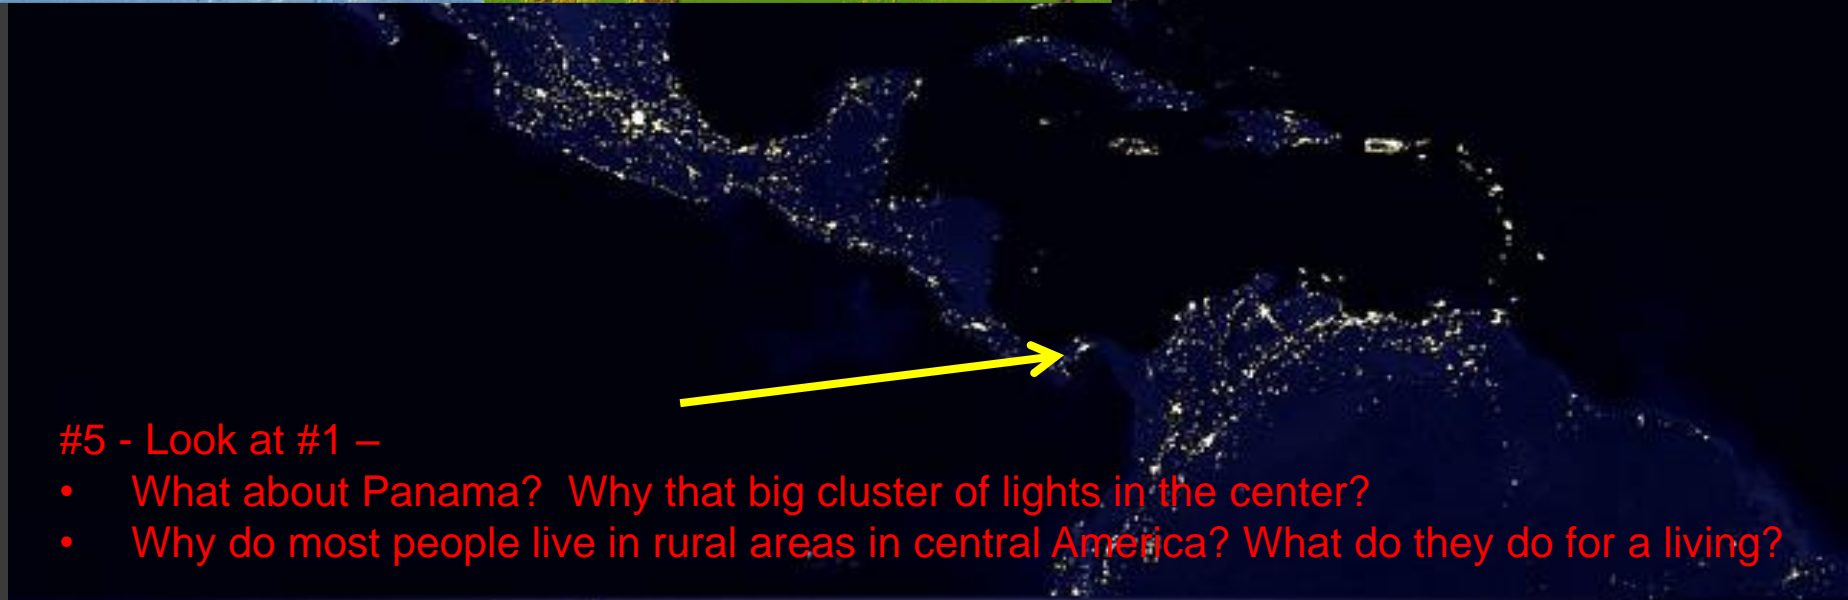 #5 - Look at #1 –
• What about Panama?  Why that big cluster of lights in the center?
• Why do most people live in rural areas in central America? What do they do for a living?